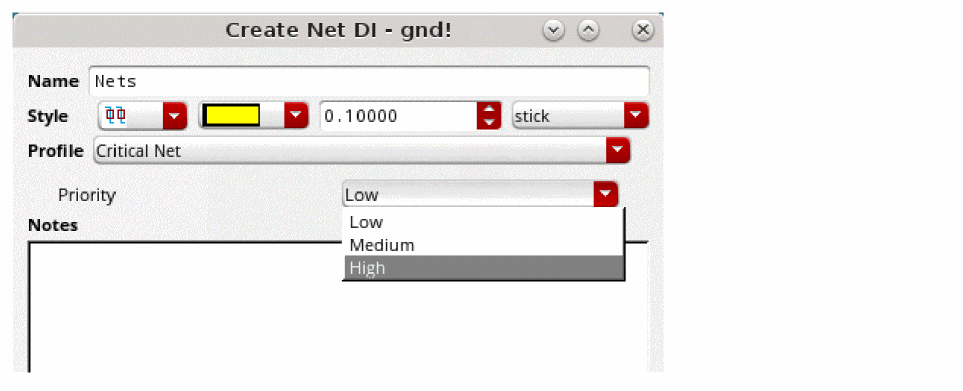 Create Net DI - gnd!
Name Nets
Style 0.10000 stick
Profile Critical Net
Priority Low
Notes
Low
Medium
High